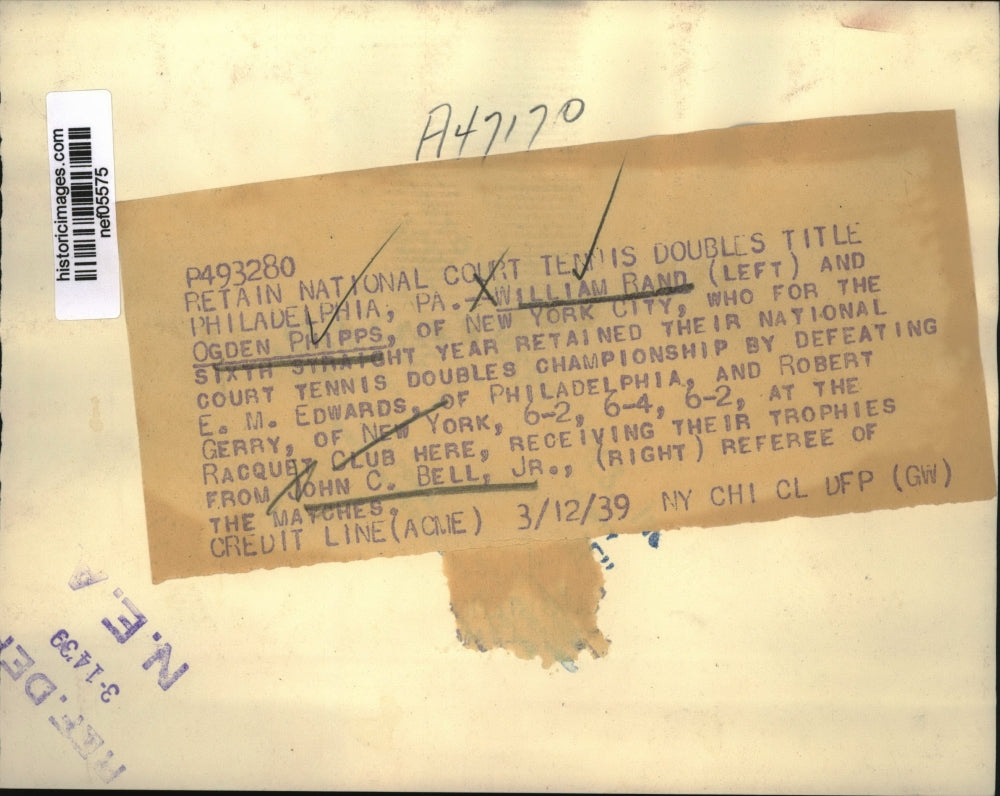 A47170
historicimages.com
nef05575
P493280
RETAIN NATIONAL COURT TENNIS DOUBLES TITLE
PHILADELPHIA, PA.--WILLIAM RAND (LEFT) AND
OGDEN PHIPPS, OF NEW YORK CITY, WHO FOR THE
SIXTH STRAIGHT YEAR RETAINED THEIR NATIONAL
COURT TENNIS DOUBLES CHAMPIONSHIP BY DEFEATING
E. M. EDWARDS, OF PHILADELPHIA, AND ROBERT
GERRY, OF NEW YORK, 6-2, 6-4, 6-2, AT THE
RACQUET CLUB HERE, RECEIVING THEIR TROPHIES
FROM JOHN C. BELL, JR., (RIGHT) REFEREE OF
THE MATCHES.
CREDIT LINE(ACME) 3/12/39 NY CHI CL UFP (GW)
N.E.A
3-14 39
REF. DEP